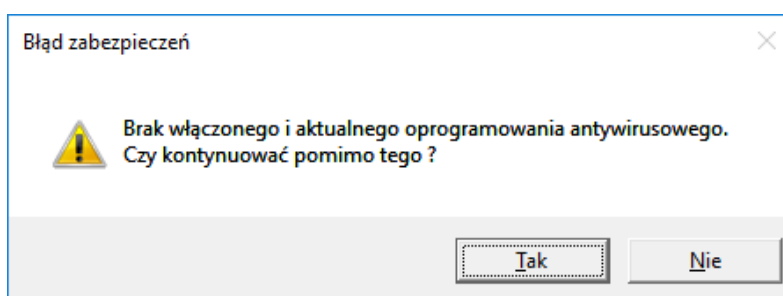 Błąd zabezpieczeń
Brak włączonego i aktualnego oprogramowania antywirusowego.
Czy kontynuować pomimo tego ?
Tak
Nie